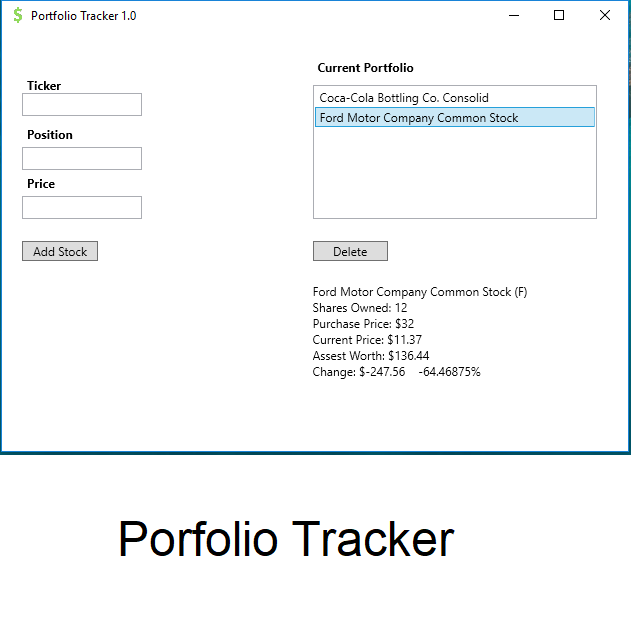 $ Portfolio Tracker 1.0
Ticker
Position
Price
Add Stock
Current Portfolio
Coca-Cola Bottling Co. Consolid
Ford Motor Company Common Stock
Delete
Ford Motor Company Common Stock (F)
Shares Owned: 12
Purchase Price: $32
Current Price: $11.37
Assest Worth: $136.44
Change: $-247.56 -64.46875%
Porfolio Tracker